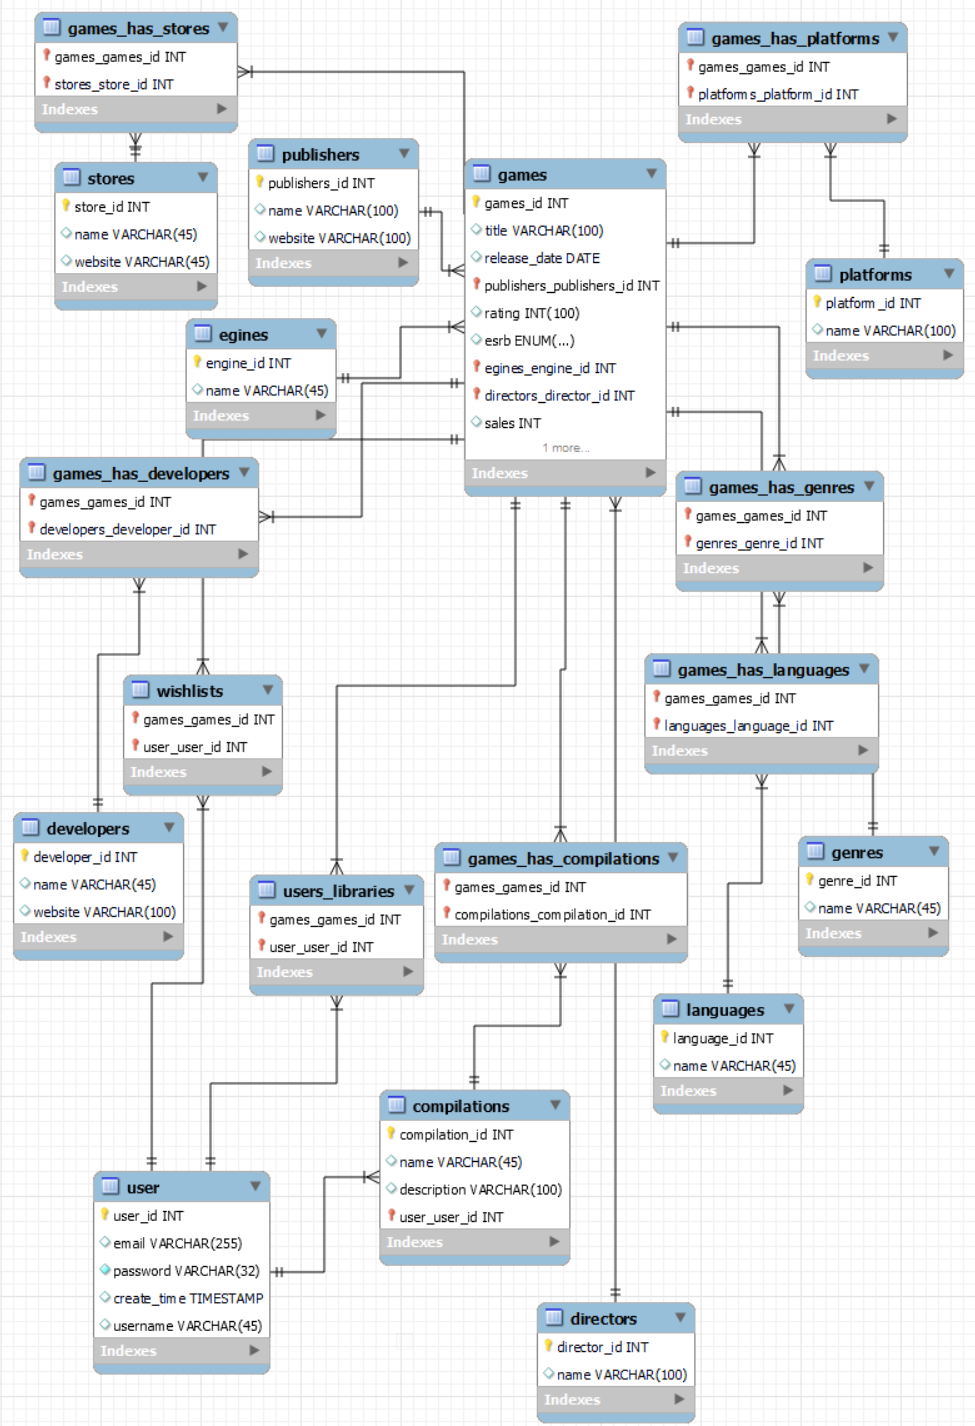 games_has_stores
games_games_id INT
stores_store_id INT
Indexes
games_has_platforms
games_games_id INT
platforms_platform_id INT
Indexes
stores
store_id INT
name VARCHAR(45)
website VARCHAR(45)
Indexes
publishers
publishers_id INT
name VARCHAR(100)
website VARCHAR(100)
Indexes
games
games_id INT
title VARCHAR(100)
release_date DATE
publishers_publishers_id INT
rating INT(100)
esrb ENUM(...)
egines_engine_id INT
directors_director_id INT
sales INT
1 more...
Indexes
platforms
platform_id INT
name VARCHAR(100)
Indexes
egines
engine_id INT
name VARCHAR(45)
Indexes
games_has_developers
games_games_id INT
developers_developer_id INT
Indexes
games_has_genres
games_games_id INT
genres_genre_id INT
Indexes
wishlists
games_games_id INT
user_user_id INT
Indexes
games_has_languages
games_games_id INT
languages_language_id INT
Indexes
developers
developer_id INT
name VARCHAR(45)
website VARCHAR(100)
Indexes
users_libraries
games_games_id INT
user_user_id INT
Indexes
games_has_compilations
games_games_id INT
compilations_compilation_id INT
Indexes
genres
genre_id INT
name VARCHAR(45)
Indexes
languages
language_id INT
name VARCHAR(45)
Indexes
compilations
compilation_id INT
name VARCHAR(45)
description VARCHAR(100)
user_user_id INT
Indexes
user
user_id INT
email VARCHAR(255)
password VARCHAR(32)
create_time TIMESTAMP
username VARCHAR(45)
Indexes
directors
director_id INT
name VARCHAR(100)
Indexes